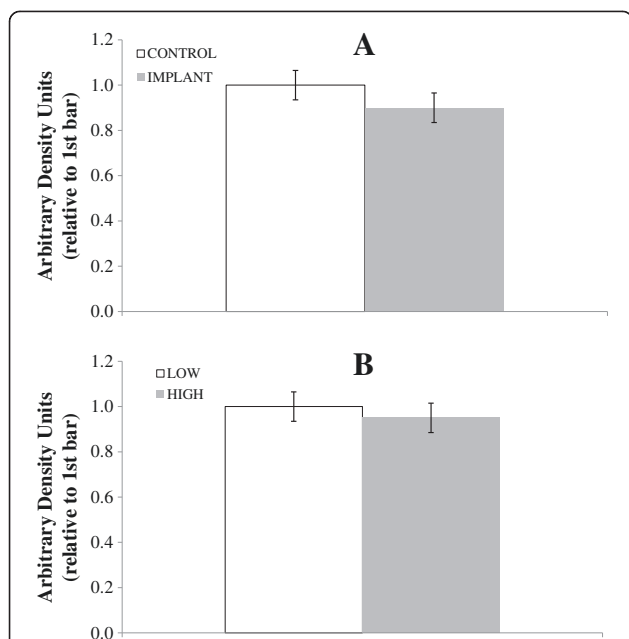 A
CONTROL
IMPLANT
Arbitrary Density Units
(relative to 1st bar)
1.2
1.0
0.8
0.6
0.4
0.2
0.0
B
LOW
HIGH
Arbitrary Density Units
(relative to 1st bar)
1.2
1.0
0.8
0.6
0.4
0.2
0.0